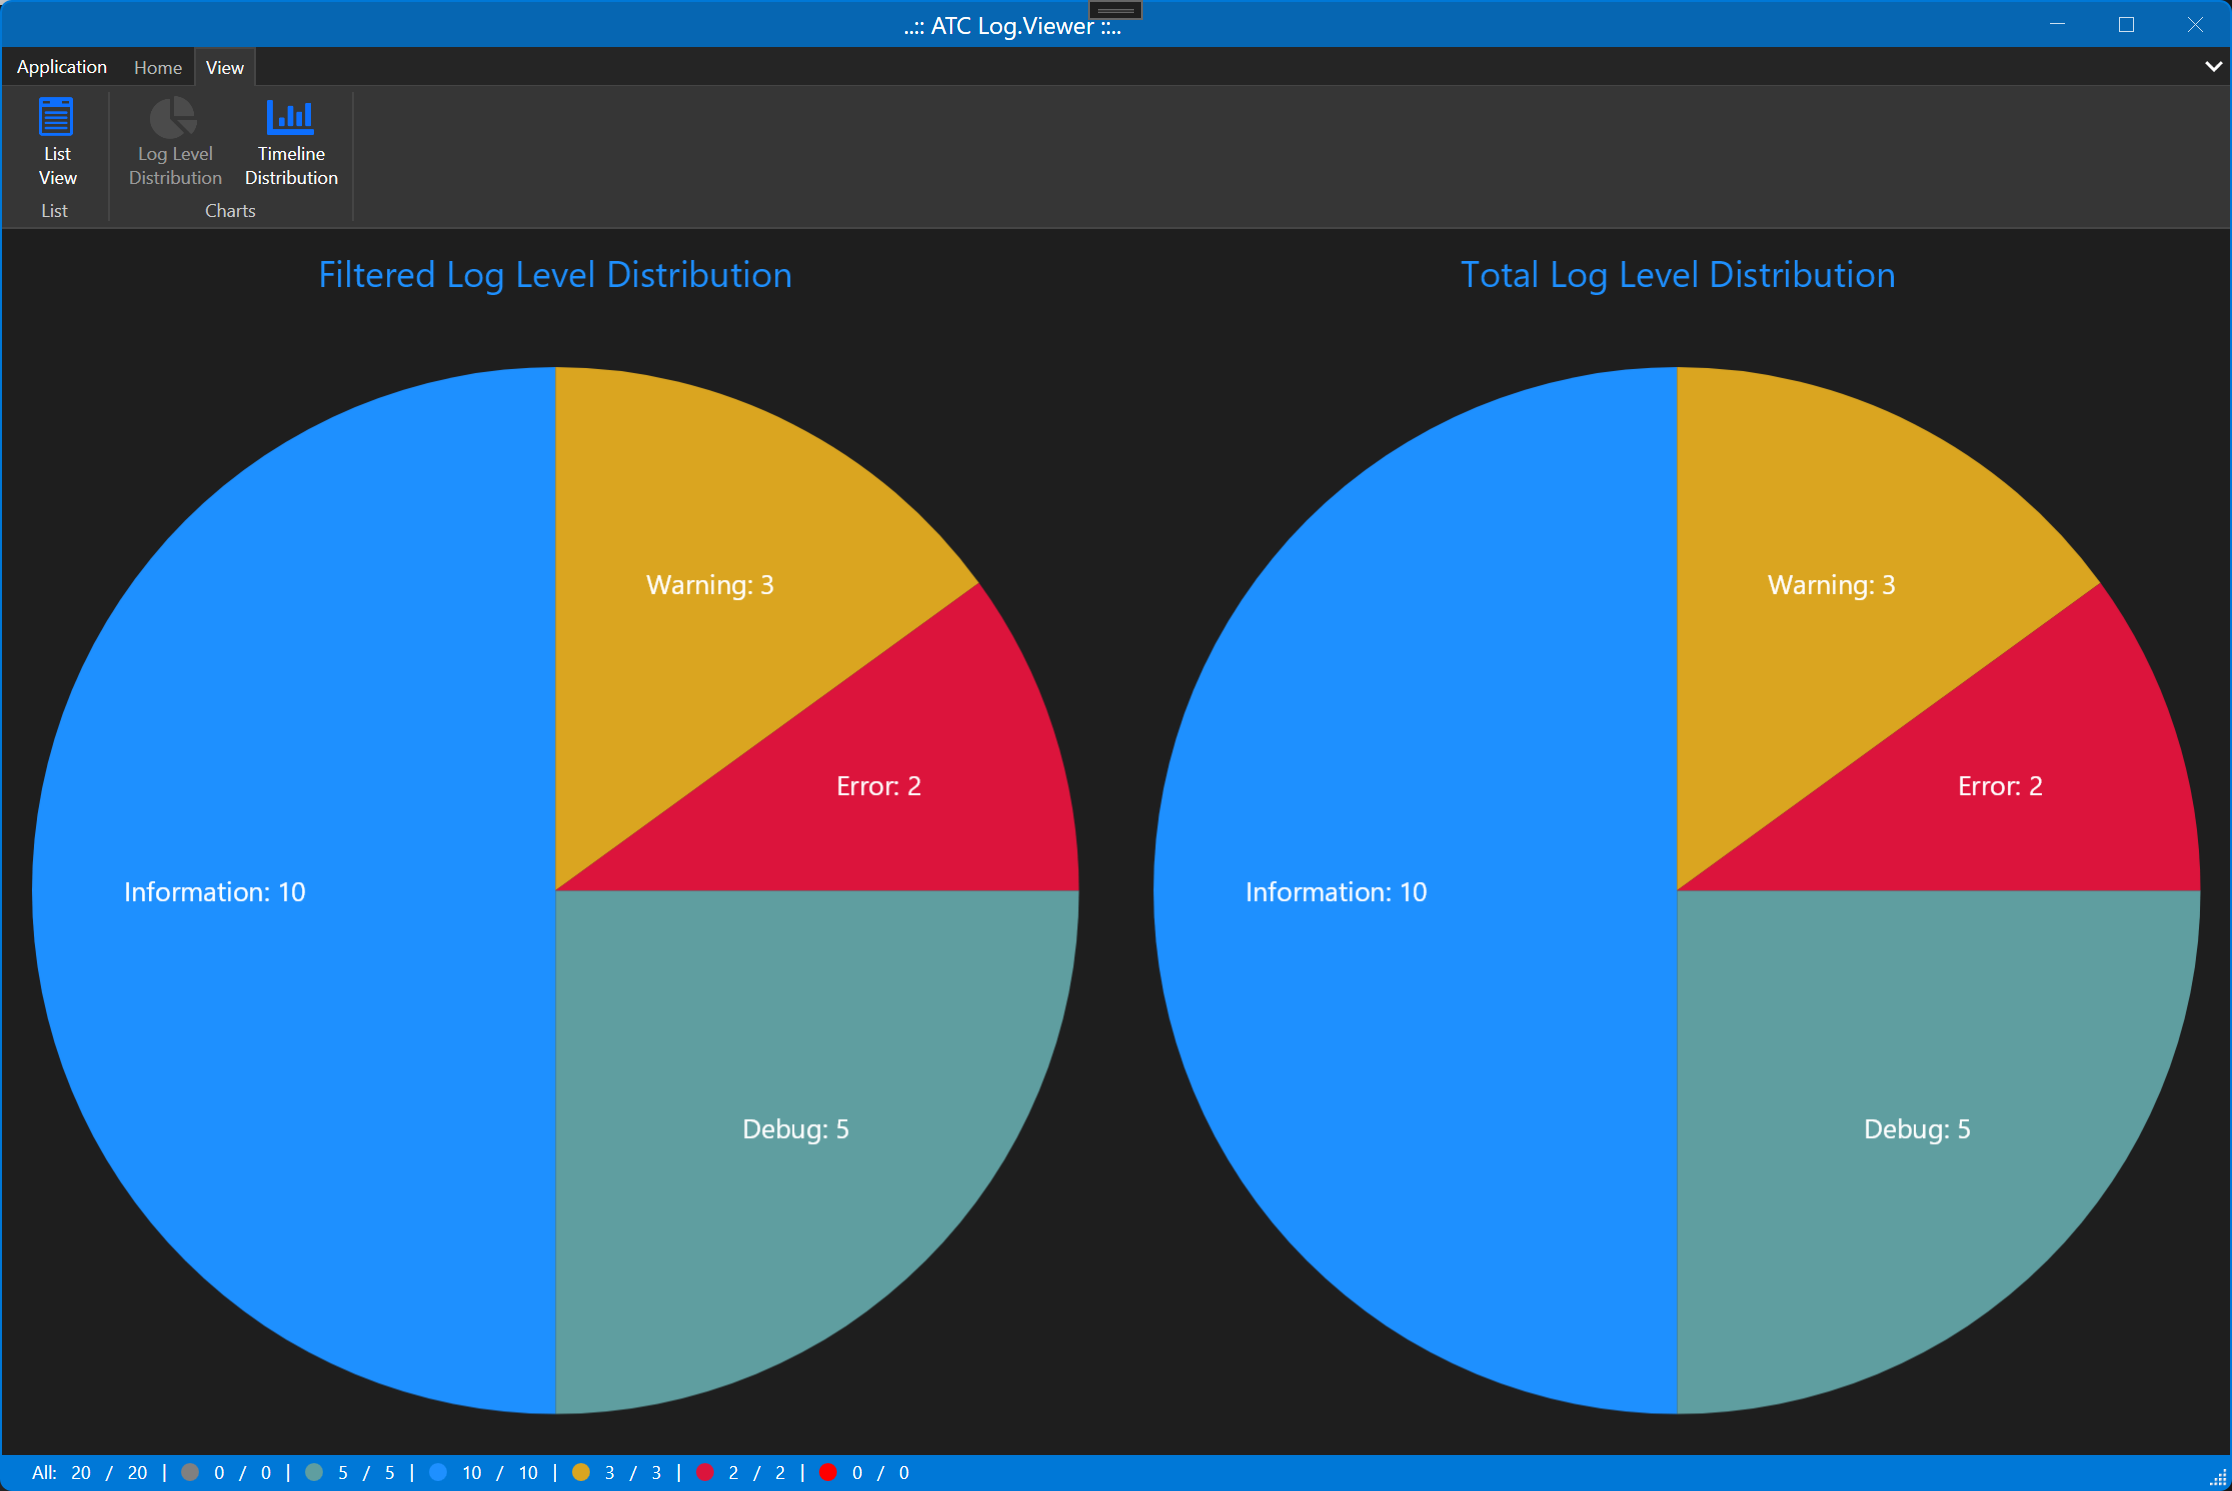 ..:: ATC Log.Viewer ::..
Application Home View
List
View
Log Level
Distribution
Timeline
Distribution
List
Charts
Filtered Log Level Distribution
Warning: 3
Error: 2
Information: 10
Debug: 5
Total Log Level Distribution
Warning: 3
Error: 2
Information: 10
Debug: 5
All: 20 / 20 | 0 / 0 | 5 / 5 | 10 / 10 | 3 / 3 | 2 / 2 | 0 / 0